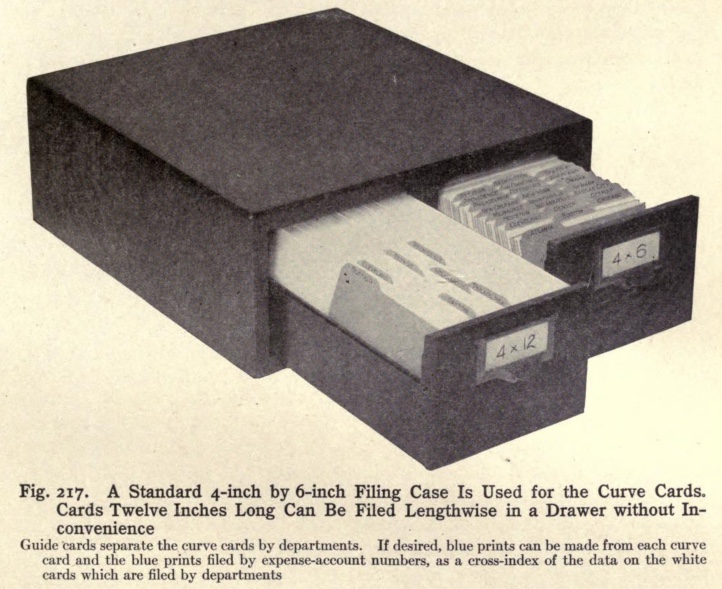 4×6
4×12
Fig. 217. A Standard 4-inch by 6-inch Filing Case Is Used for the Curve Cards.
Cards Twelve Inches Long Can Be Filed Lengthwise in a Drawer without In-
convenience
Guide cards separate the curve cards by departments. If desired, blue prints can be made from each curve
card and the blue prints filed by expense-account numbers, as a cross-index of the data on the white
cards which are filed by departments